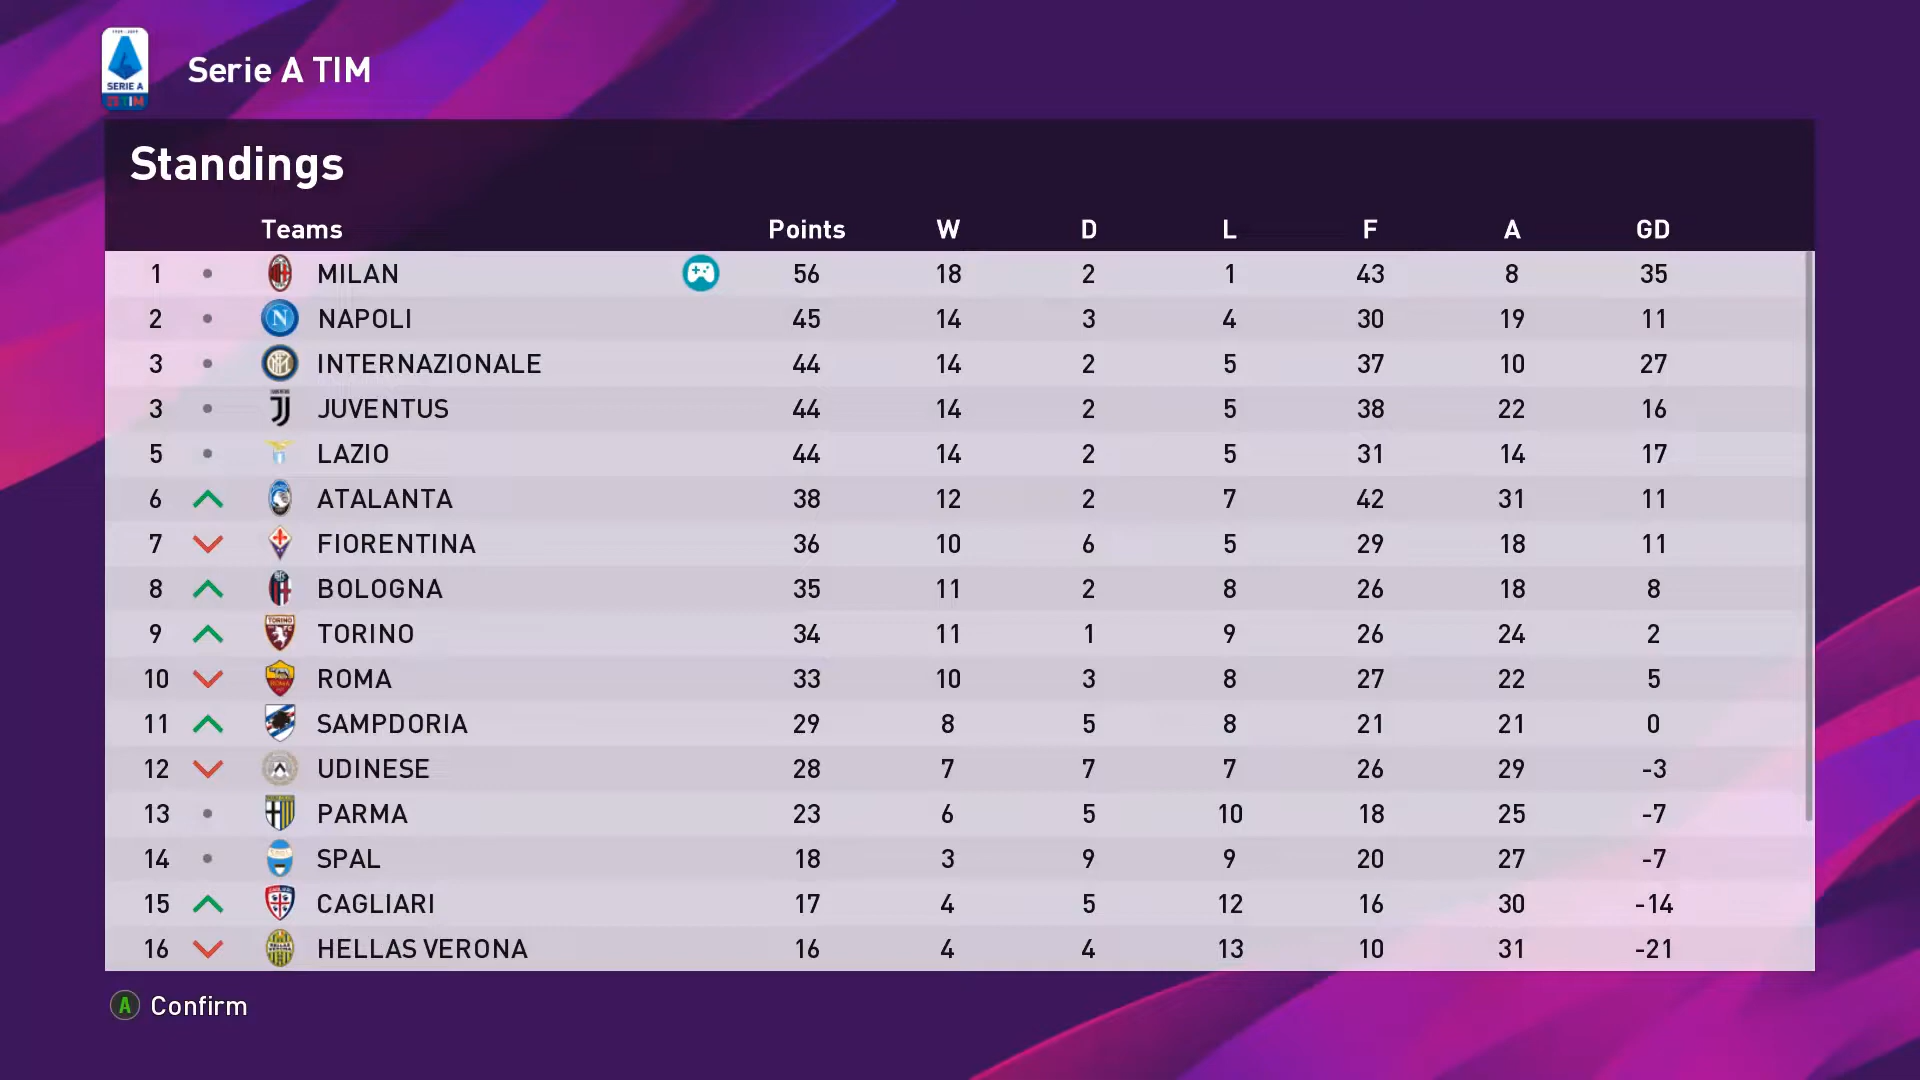 SERIE A
TIM
Serie A TIM
Standings
Teams Points W D L F A GD
1 MILAN 56 18 2 1 43 8 35
2 N NAPOLI 45 14 3 4 30 19 11
3 INTERNAZIONALE 44 14 2 5 37 10 27
3 JUVENTUS 44 14 2 5 38 22 16
5 LAZIO 44 14 2 5 31 14 17
6 ATALANTA 38 12 2 7 42 31 11
7 FIORENTINA 36 10 6 5 29 18 11
8 BOLOGNA 35 11 2 8 26 18 8
9 TORINO 34 11 1 9 26 24 2
10 ROMA 33 10 3 8 27 22 5
11 SAMPDORIA 29 8 5 8 21 21 0
12 UDINESE 28 7 7 7 26 29 -3
13 PARMA 23 6 5 10 18 25 -7
14 SPAL 18 3 9 9 20 27 -7
15 CAGLIARI 17 4 5 12 16 30 -14
16 HELLAS VERONA 16 4 4 13 10 31 -21
A Confirm